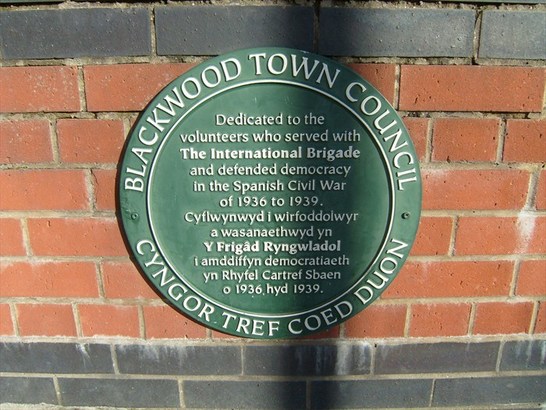 BLACKWOOD TOWN COUNCIL
Dedicated to the
volunteers who served with
The International Brigade
and defended democracy
in the Spanish Civil War
of 1936 to 1939.
Cyflwynwyd i wirfoddolwyr
a wasanaethwyd yn
Y Frigâd Ryngwladol
i amddiffyn democratiaeth
yn Rhyfel Cartref Sbaen
o 1936 hyd 1939.
CYNGOR TREF COED DUON